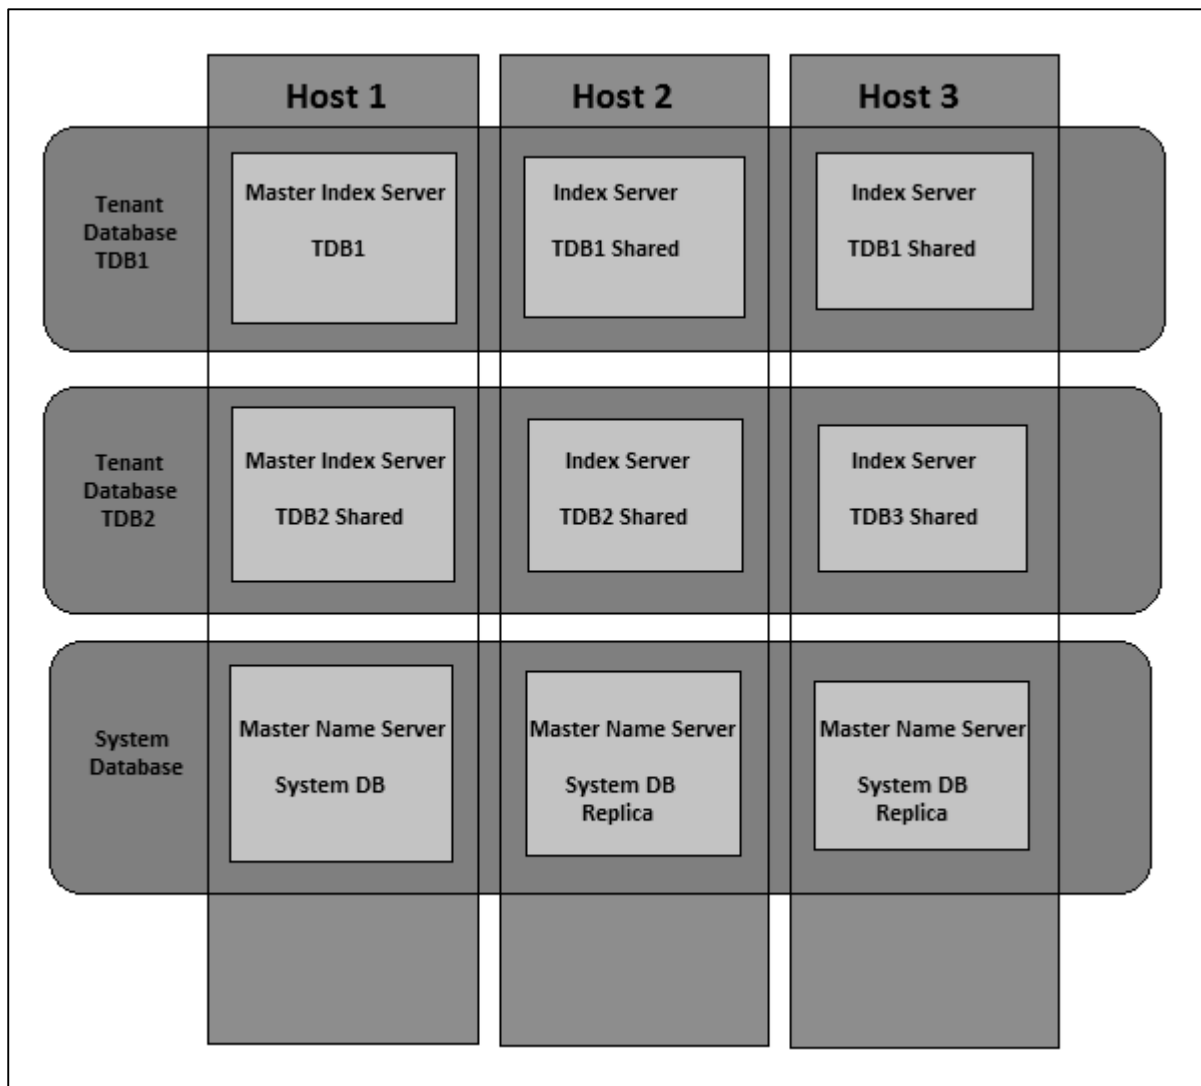 Host 1
Host 2
Host 3
Tenant
Database
TDB1
Master Index Server
TDB1
Index Server
TDB1 Shared
Index Server
TDB1 Shared
Tenant
Database
TDB2
Master Index Server
TDB2 Shared
Index Server
TDB2 Shared
Index Server
TDB3 Shared
System
Database
Master Name Server
System DB
Master Name Server
System DB
Replica
Master Name Server
System DB
Replica